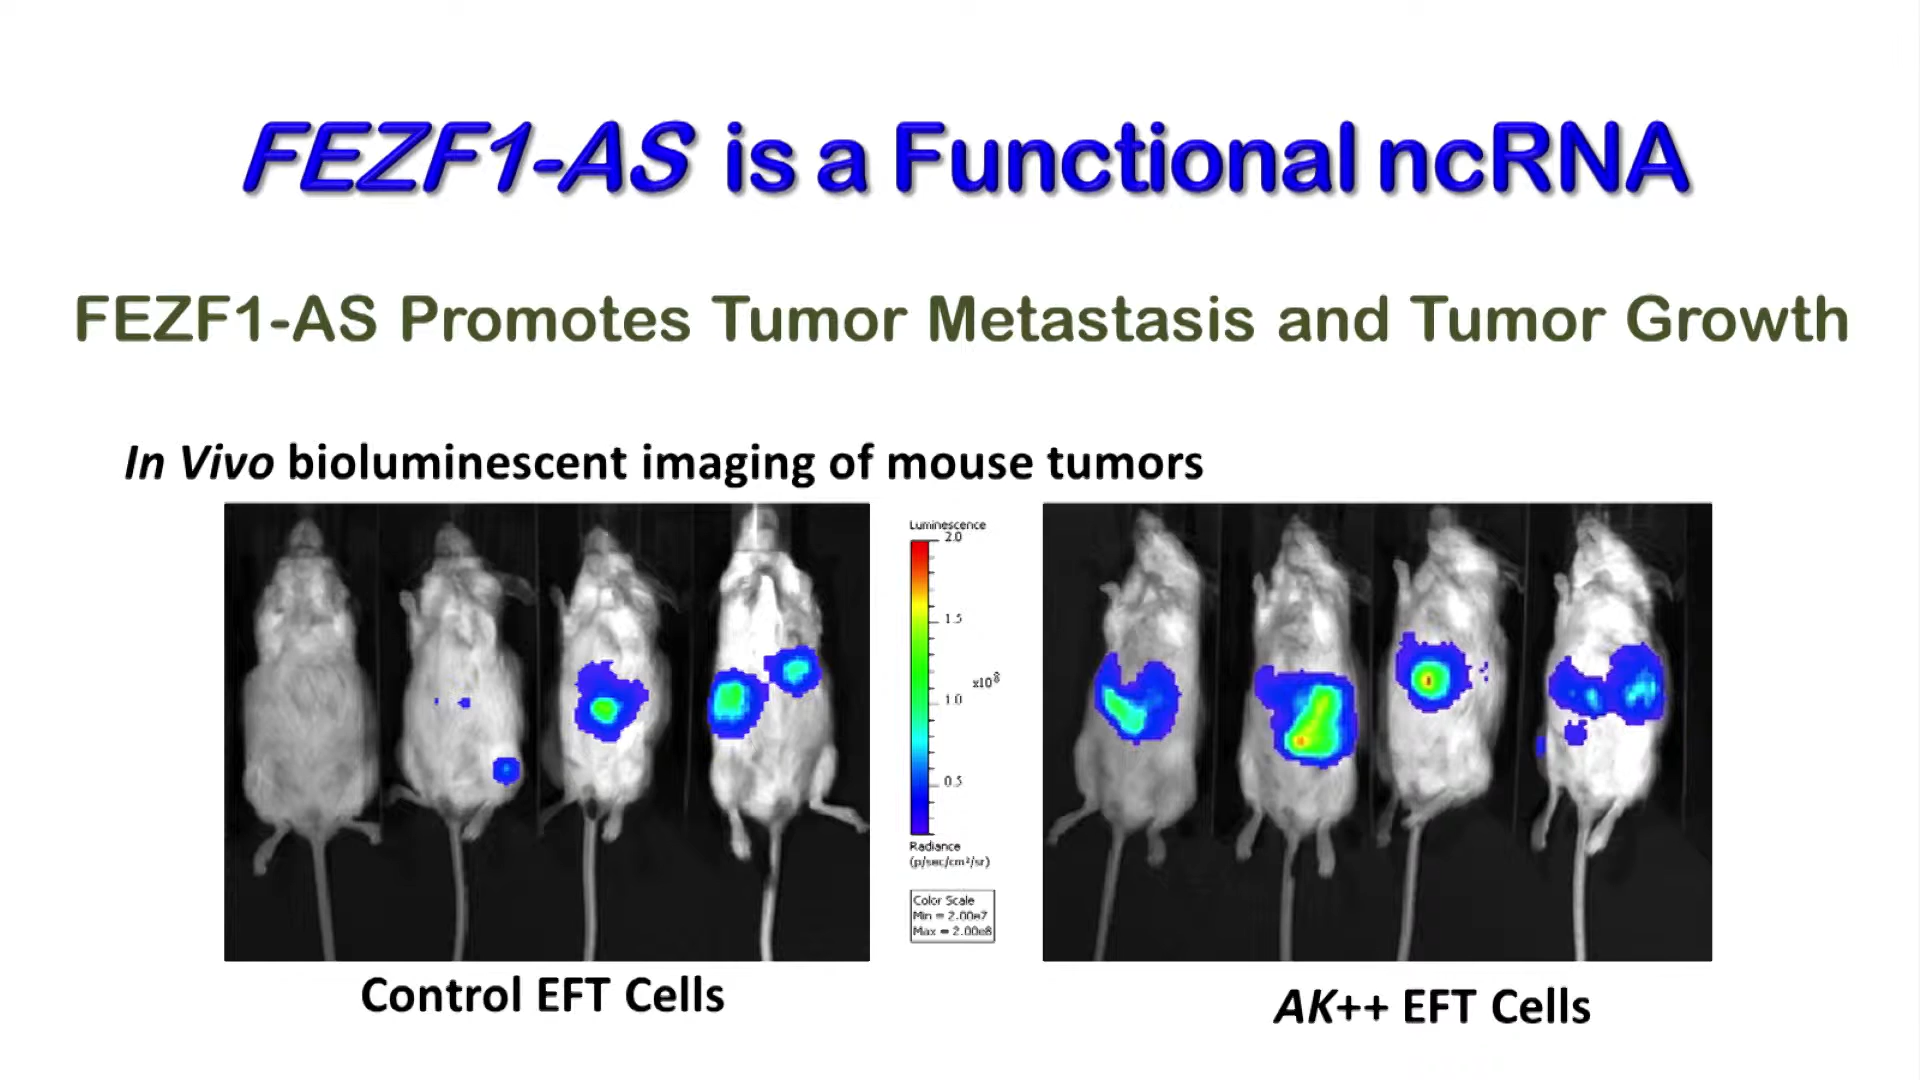 FEZF1-AS is a Functional ncRNA
FEZF1-AS Promotes Tumor Metastasis and Tumor Growth
In Vivo bioluminescent imaging of mouse tumors
Luminescence
2.0
1.5
x10⁸
1.0
0.5
Radiance
(p/sec/cm²/sr)
Color Scale
Min = 2.00e7
Max = 2.00e8
Control EFT Cells
AK++ EFT Cells